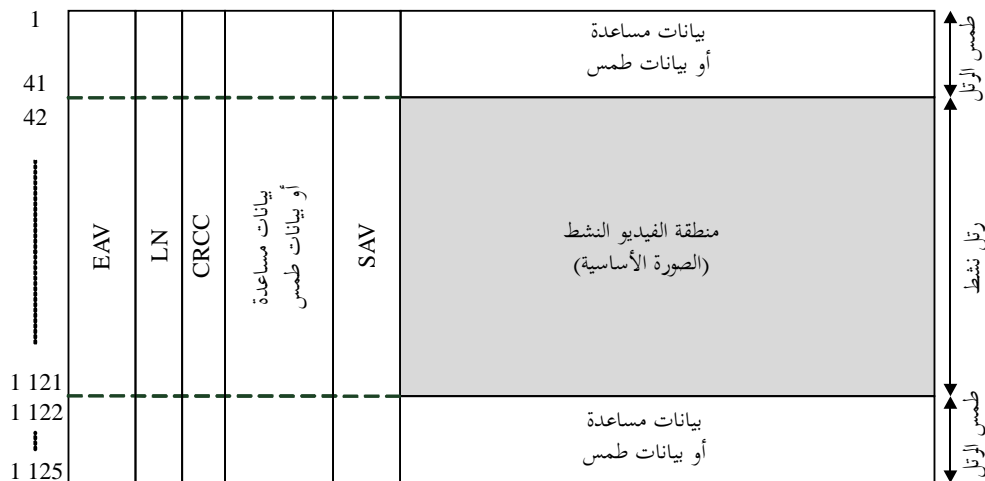 1
41
42
1 121
1 122
1 125
EAV
LN
CRCC
بيانات مساعدة
أو بيانات طمس
SAV
بيانات مساعدة
أو بيانات طمس
منطقة الفيديو النشط
(الصورة الأساسية)
بيانات مساعدة
أو بيانات طمس
طمس الرتل
رتل نشط
طمس الرتل